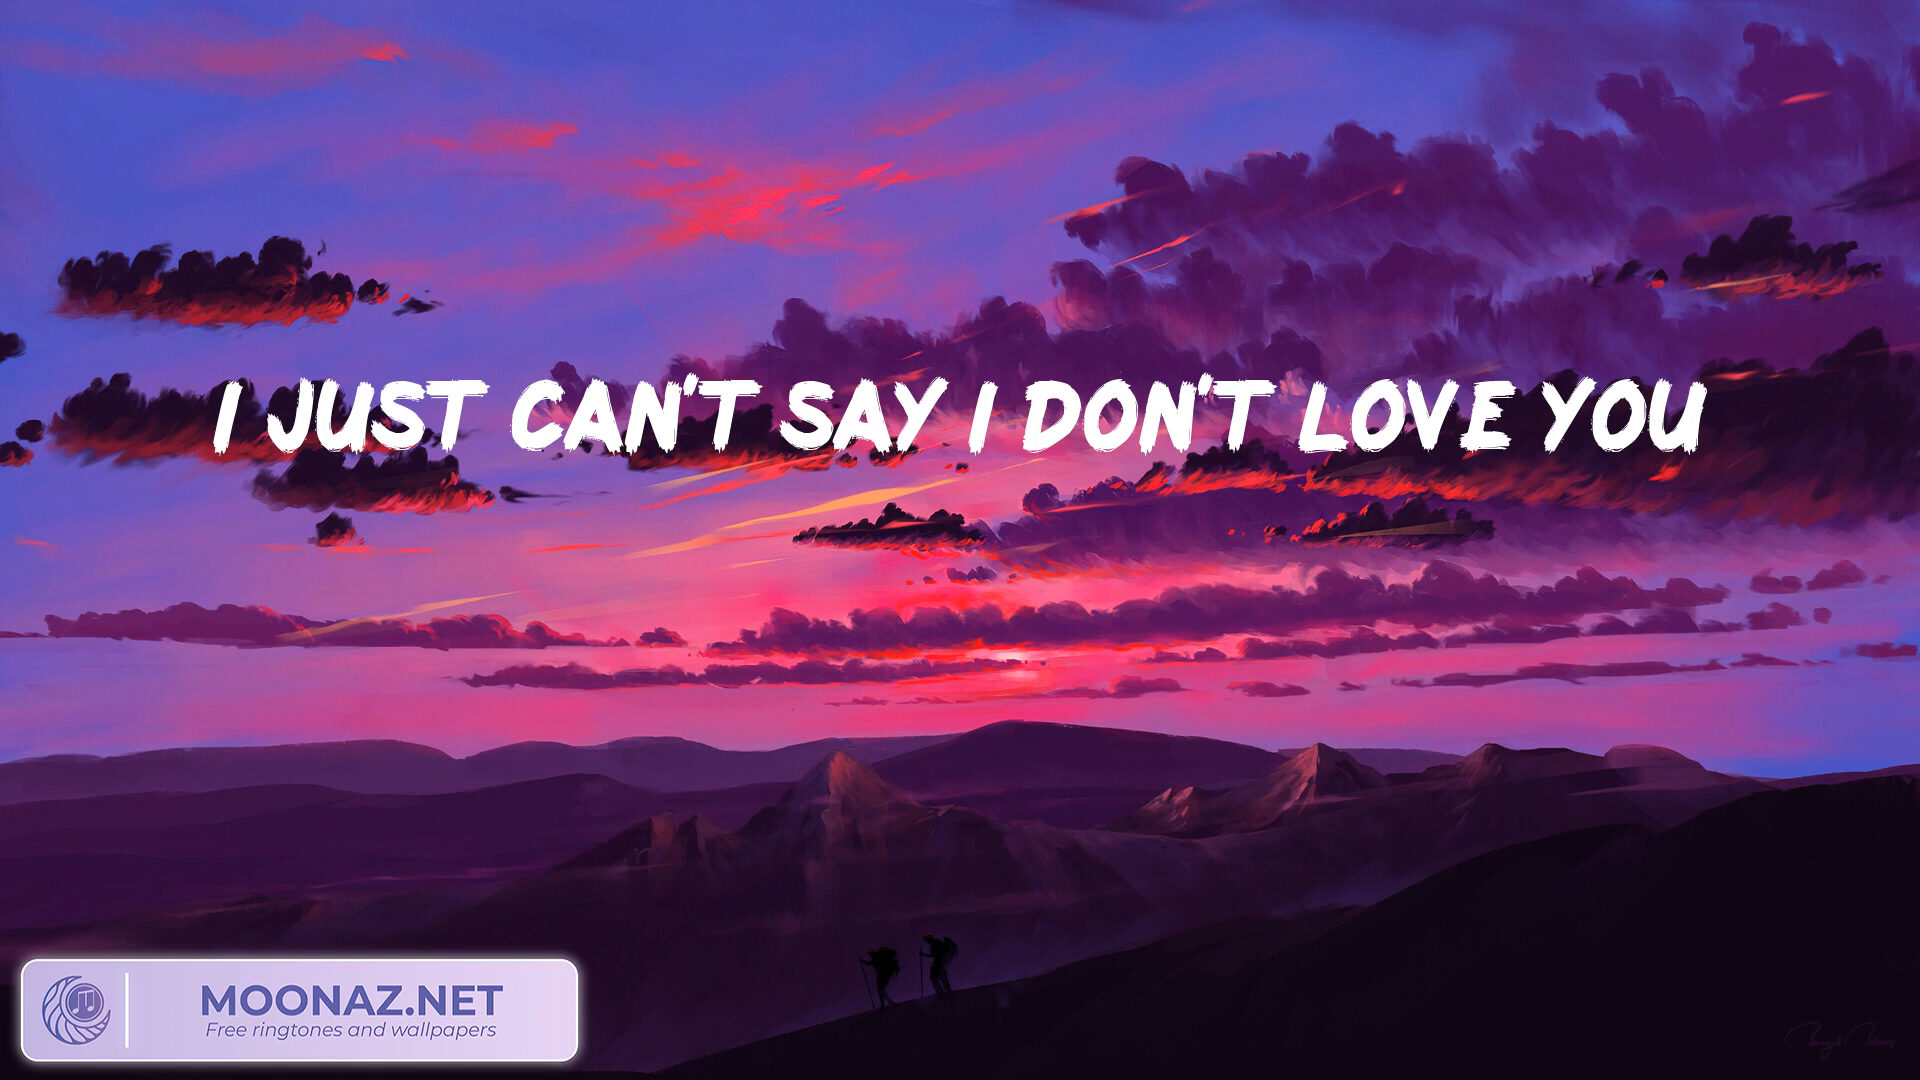 I JUST CAN'T SAY I DON'T LOVE YOU
MOONAZ.NET
Free ringtones and wallpapers